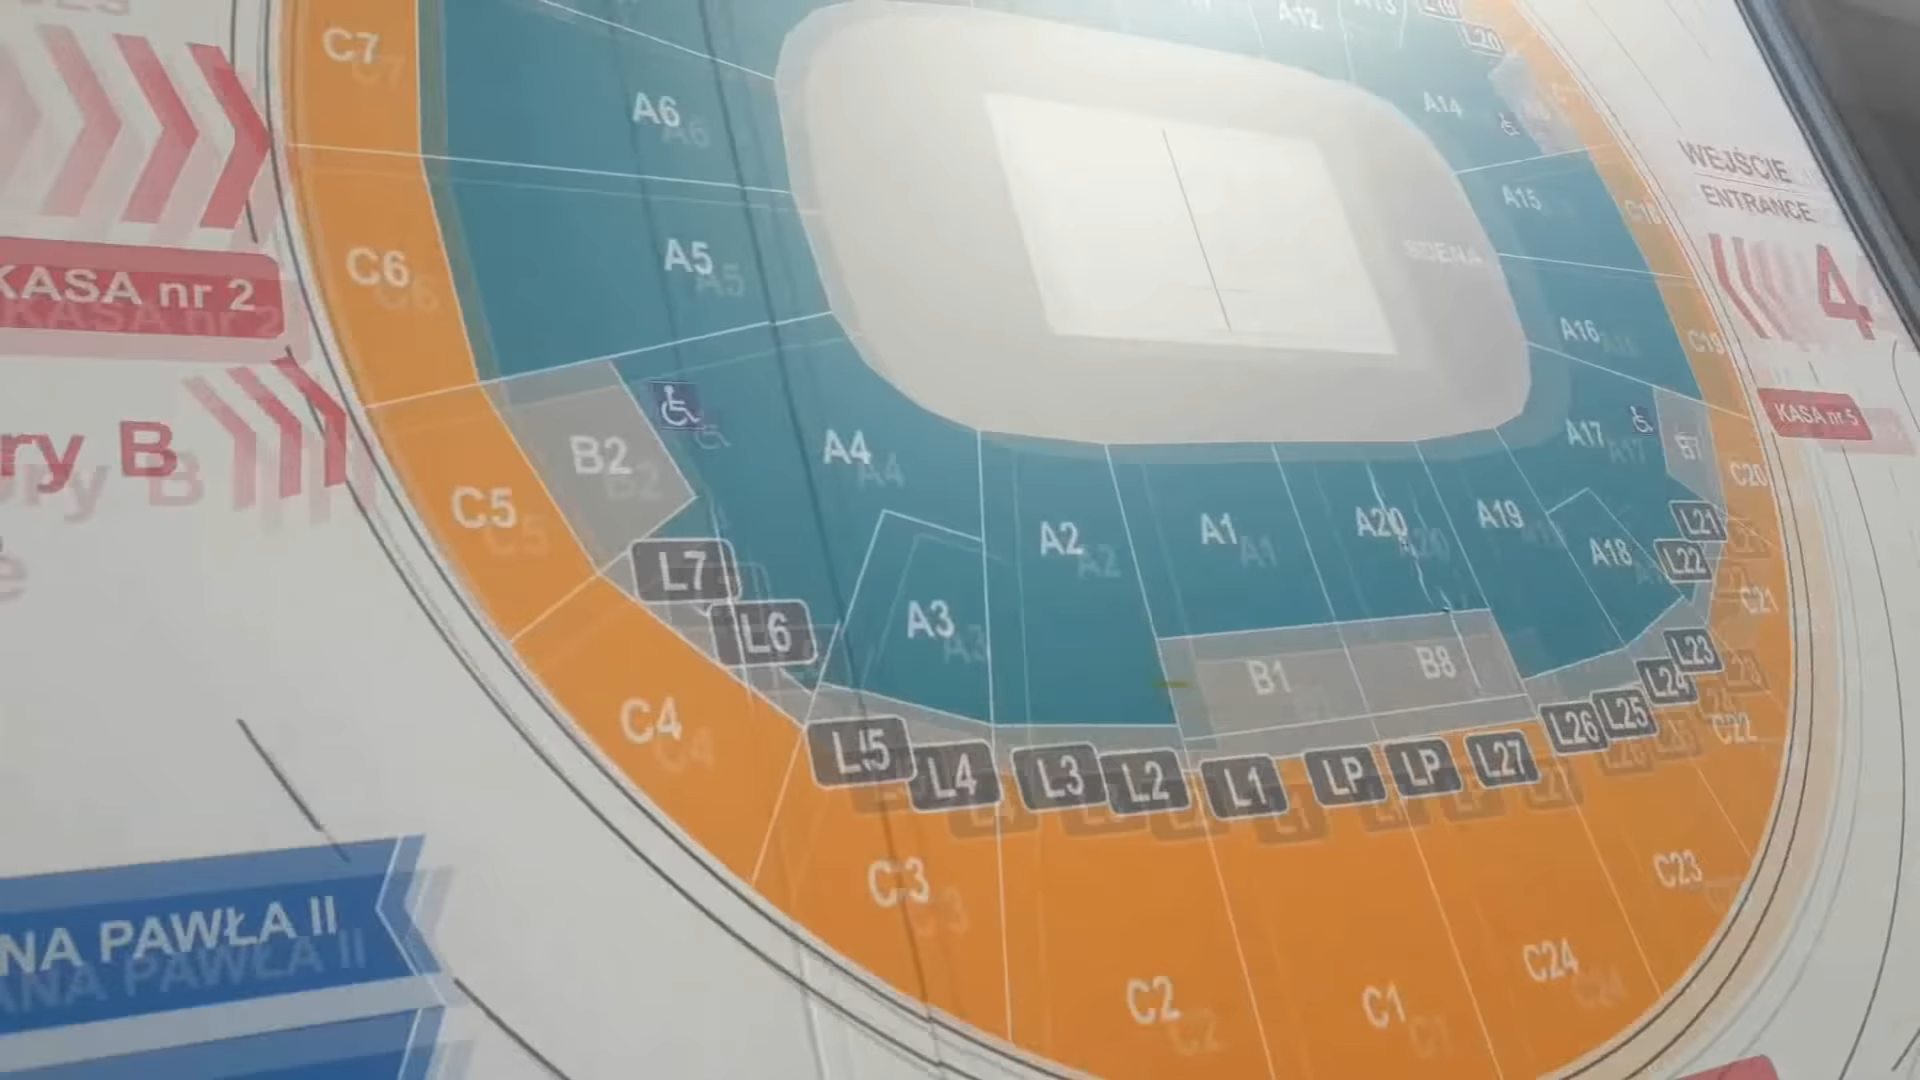 C7
A12
A13
L19
L20
A6
A14
WEJŚCIE
ENTRANCE
4
A15
C18
A5
C6
KASA nr 2
A16
C19
KASA nr 5
ry B
B2
A4
A17
B7
C20
C5
A2
A1
A20
A19
A18
L21
L22
L7
L6
A3
B1
B8
C21
L23
L24
L25
L26
C22
C4
L5
L4
L3
L2
L1
LP
LP
L27
C3
C23
NA PAWŁA II
C2
C1
C24